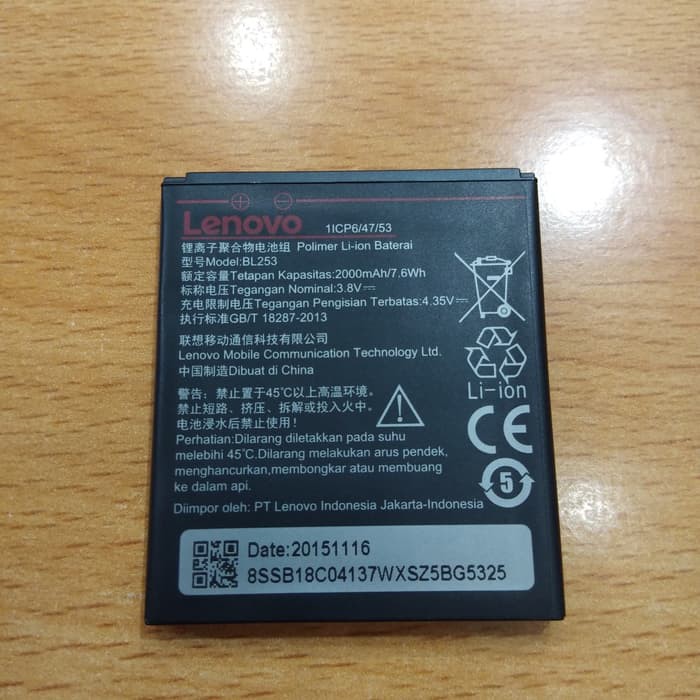 Lenovo
1ICP6/47/53
锂离子聚合物电池组 Polimer Li-ion Baterai
型号Model:BL253
额定容量Tetapan Kapasitas:2000mAh/7.6Wh
标称电压Tegangan Nominal:3.8V⎓
充电限制电压Tegangan Pengisian Terbatas:4.35V⎓
执行标准GB/T 18287-2013
联想移动通信科技有限公司
Lenovo Mobile Communication Technology Ltd.
中国制造Dibuat di China
警告:禁止置于45℃以上高温环境。
禁止短路、挤压、拆解或投入火中。
电池浸水后禁止使用!
Perhatian:Dilarang diletakkan pada suhu
melebihi 45℃.Dilarang melakukan arus pendek,
menghancurkan,membongkar atau membuang
ke dalam api.
Diimpor oleh: PT Lenovo Indonesia Jakarta-Indonesia
Li-ion
CE
5
Date:20151116
8SSB18C04137WXSZ5BG5325